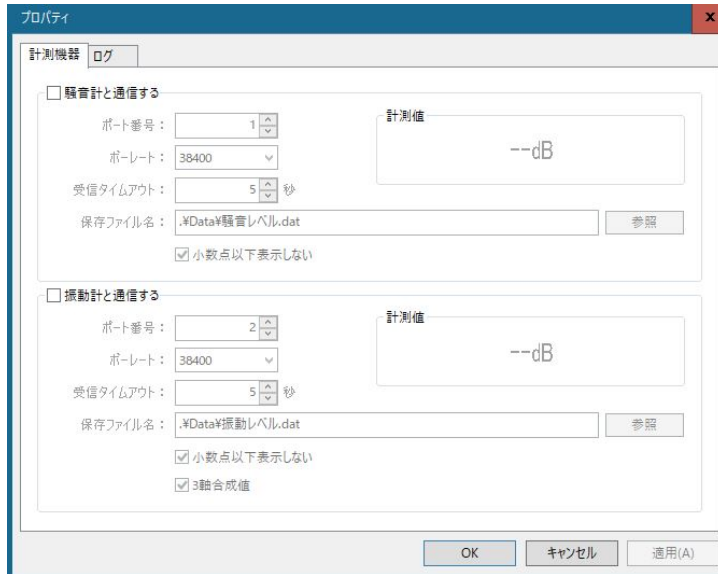 プロパティ
x
計測機器 ログ
騒音計と通信する
ポート番号： 1
ボーレート： 38400
受信タイムアウト： 5 秒
保存ファイル名： .¥Data¥騒音レベル.dat 参照
小数点以下表示しない
計測値
--dB
振動計と通信する
ポート番号： 2
ボーレート： 38400
受信タイムアウト： 5 秒
保存ファイル名： .¥Data¥振動レベル.dat 参照
小数点以下表示しない
3軸合成値
計測値
--dB
OK キャンセル 適用(A)